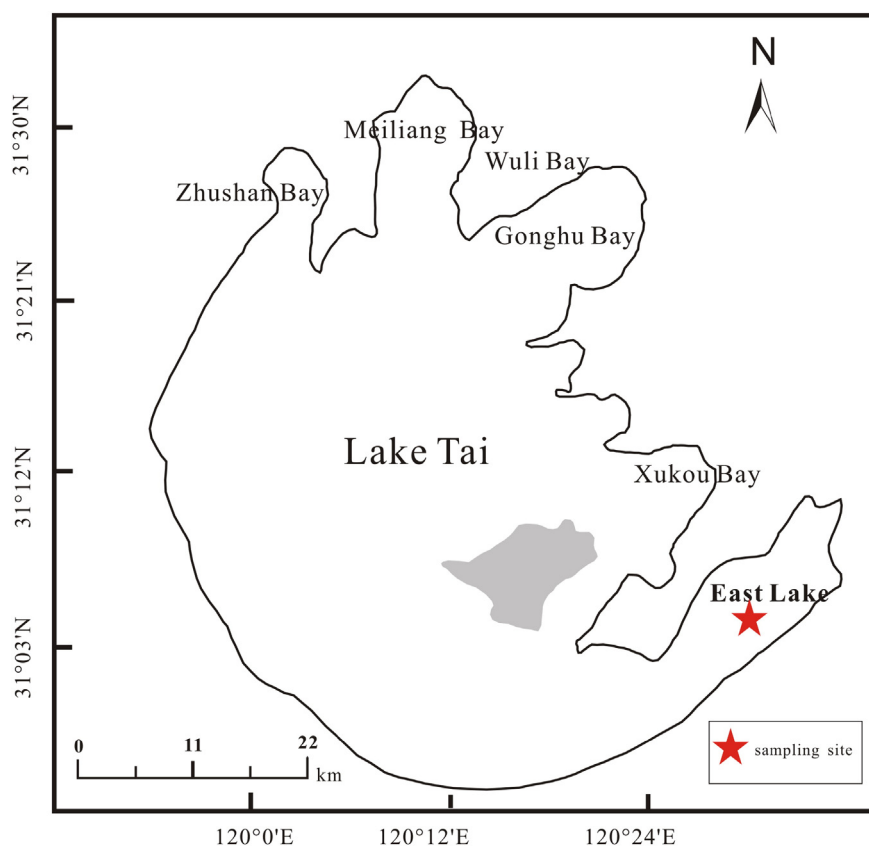 N
31°30'N
Meiliang Bay
Wuli Bay
Zhushan Bay
Gonghu Bay
31°21'N
Lake Tai
31°12'N
Xukou Bay
East Lake
31°03'N
0 11 22
km
sampling site
120°0'E 120°12'E 120°24'E